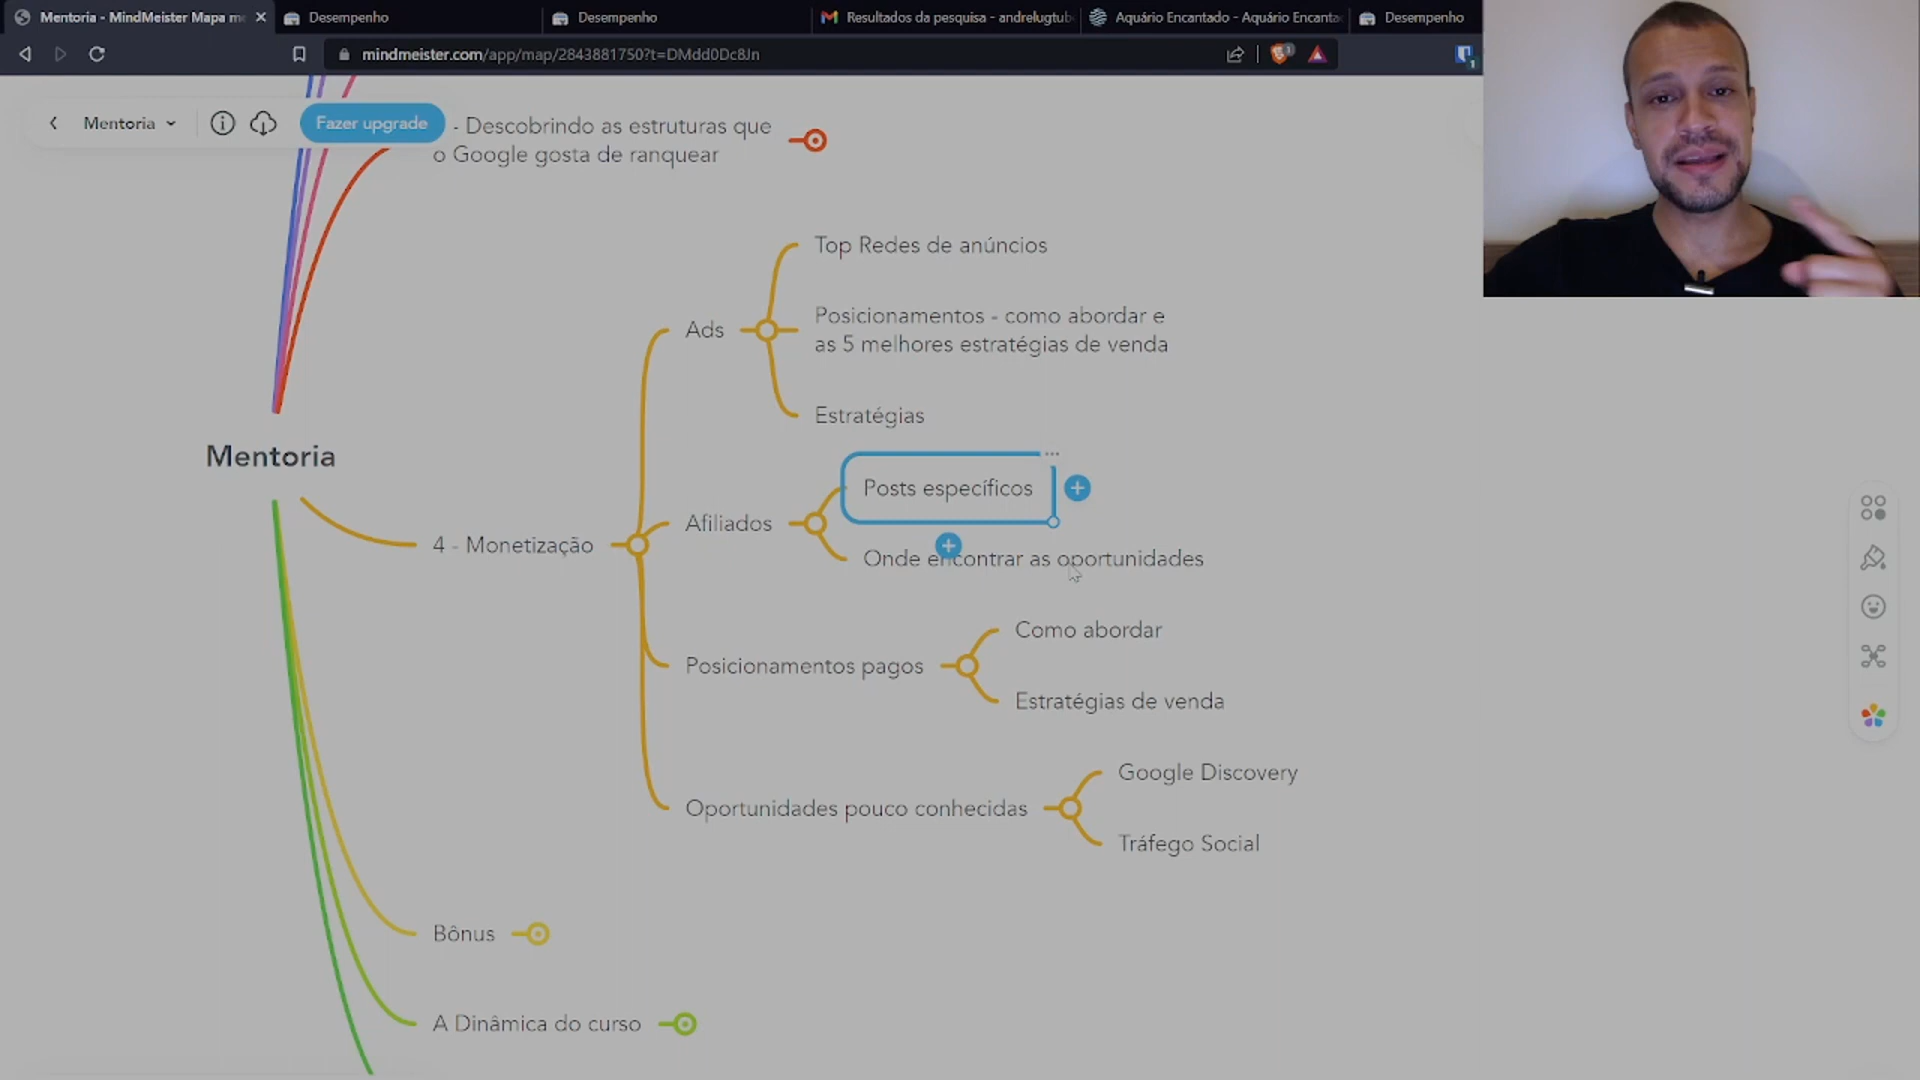 Mentoria - MindMeister Mapa me
Desempenho
Desempenho
Resultados da pesquisa - andrelugtub
Aquário Encantado - Aquário Encanta
Desempenho
mindmeister.com/app/map/2843881750?t=DMdd0Dc8Jn
3
1
Mentoria
Fazer upgrade
- Descobrindo as estruturas que
o Google gosta de ranquear
Top Redes de anúncios
Ads
Posicionamentos - como abordar e
as 5 melhores estratégias de venda
Estratégias
Mentoria
Posts específicos
Afiliados
4 - Monetização
Onde encontrar as oportunidades
Como abordar
Posicionamentos pagos
Estratégias de venda
Google Discovery
Oportunidades pouco conhecidas
Tráfego Social
Bônus
A Dinâmica do curso